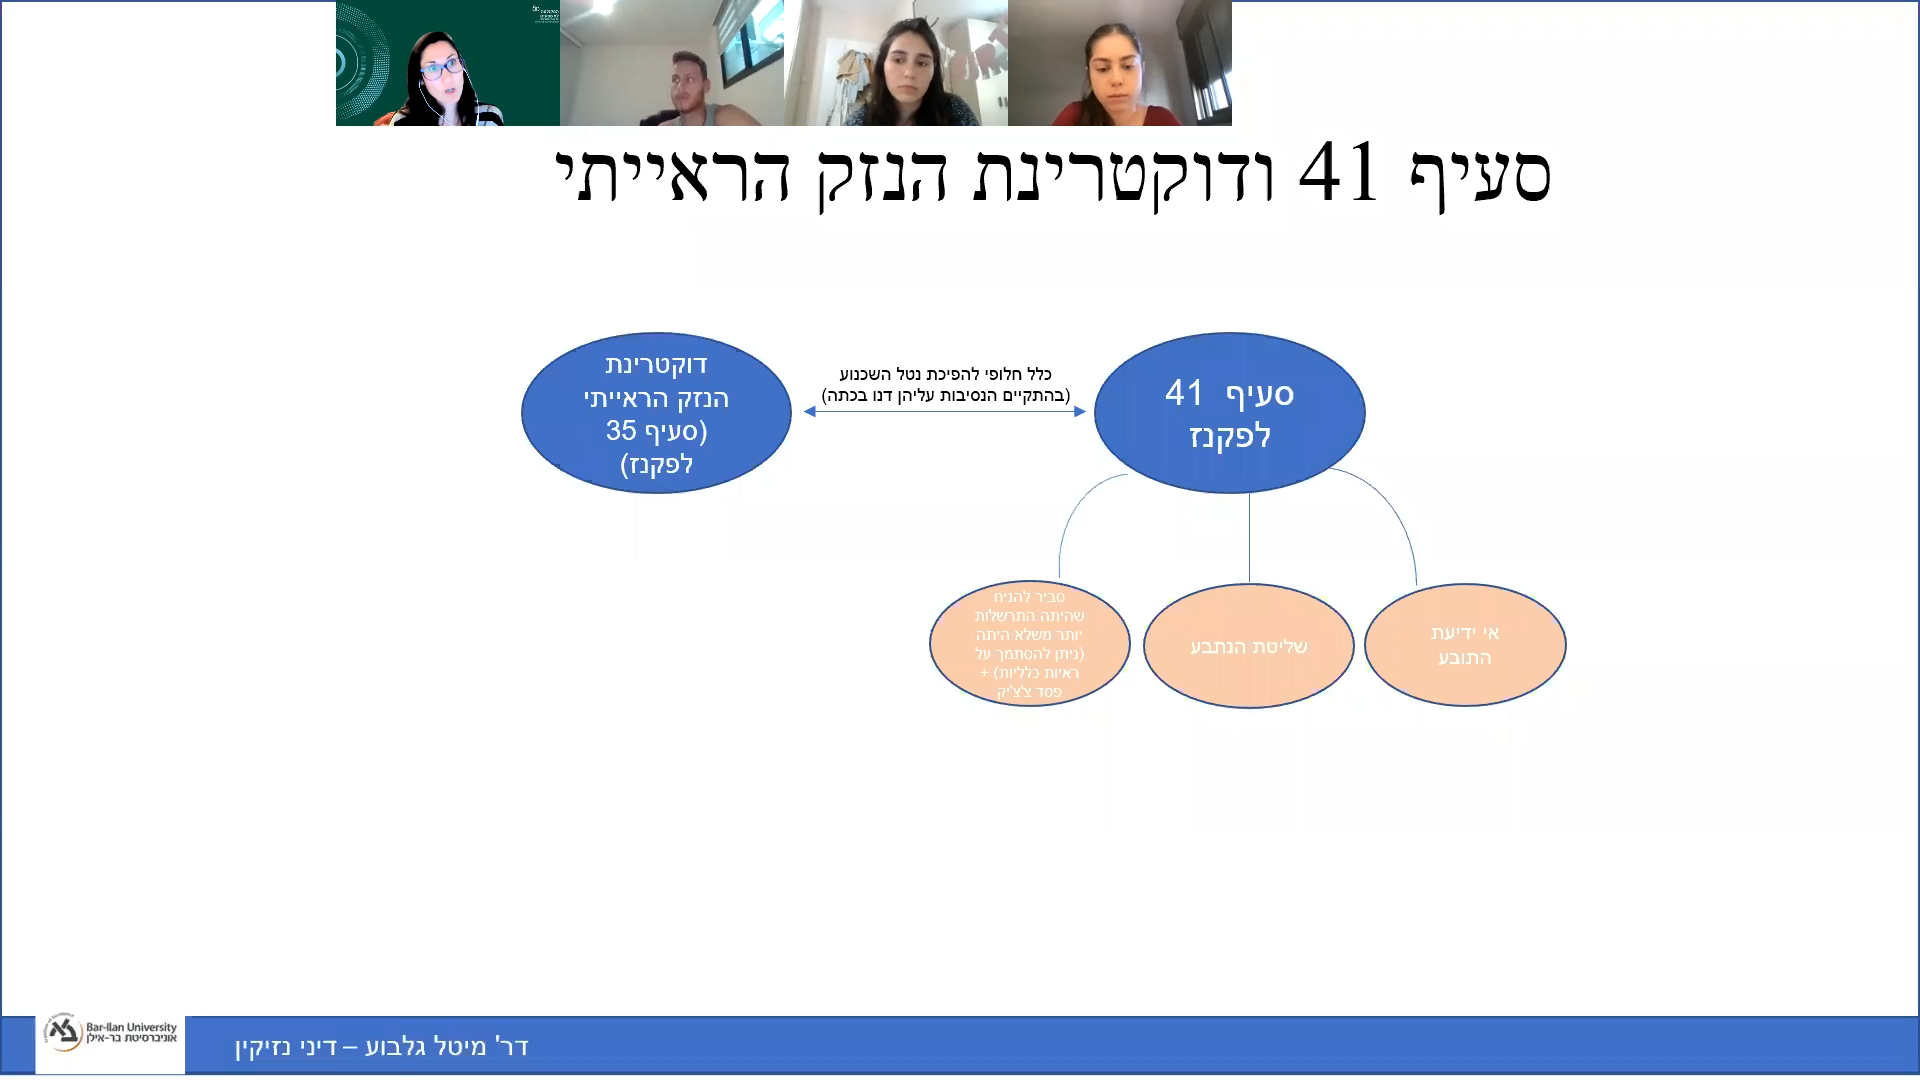 סעיף 41 ודוקטרינת הנזק הראייתי
סעיף 41
לפקנז
כלל חלופי להפיכת נטל השכנוע
(בהתקיים הנסיבות עליהן דנו בכתה)
דוקטרינת
הנזק הראייתי
(סעיף 35
לפקנז)
אי ידיעת
התובע
שליטת הנתבע
סביר להניח
שהיתה התרשלות
יותר משלא היתה
(ניתן להסתמך על
ראיות כלליות) +
פסד צ'צ'יק
דר' מיטל גלבוע – דיני נזיקין
Bar-Ilan University
אוניברסיטת בר-אילן